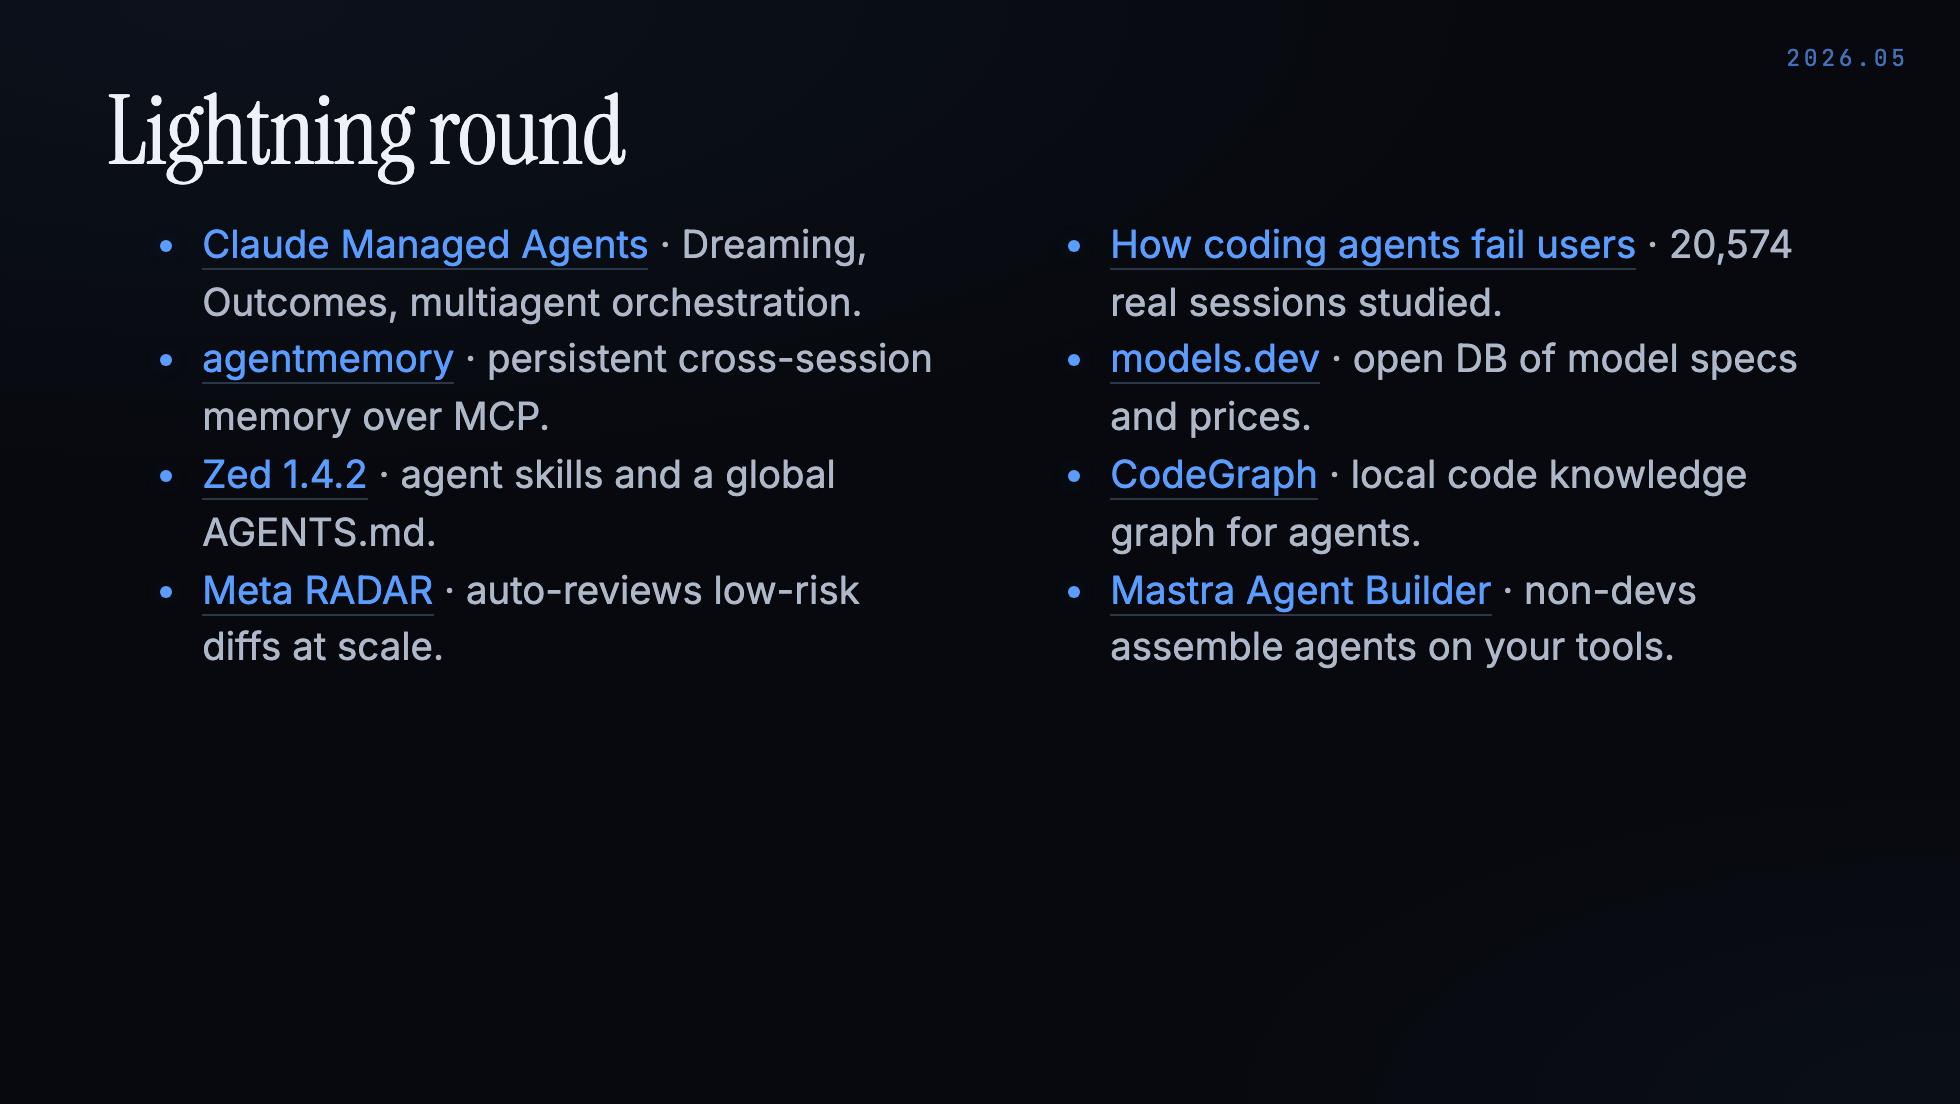 2026.05
Lightning round
• Claude Managed Agents · Dreaming,
Outcomes, multiagent orchestration.
• agentmemory · persistent cross-session
memory over MCP.
• Zed 1.4.2 · agent skills and a global
AGENTS.md.
• Meta RADAR · auto-reviews low-risk
diffs at scale.
• How coding agents fail users · 20,574
real sessions studied.
• models.dev · open DB of model specs
and prices.
• CodeGraph · local code knowledge
graph for agents.
• Mastra Agent Builder · non-devs
assemble agents on your tools.